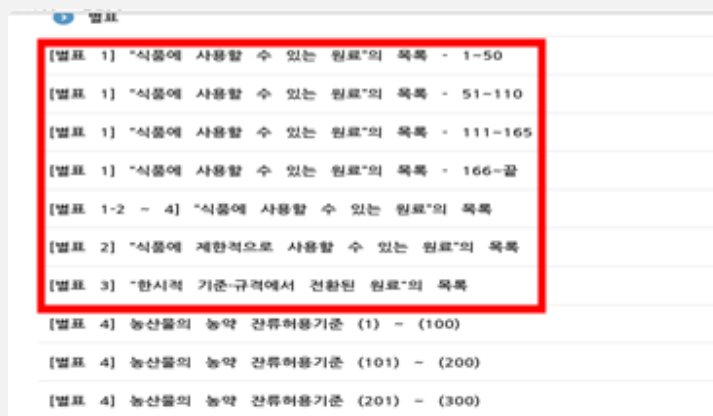 별표
[별표 1] "식품에 사용할 수 있는 원료"의 목록 - 1~50
[별표 1] "식품에 사용할 수 있는 원료"의 목록 - 51~110
[별표 1] "식품에 사용할 수 있는 원료"의 목록 - 111~165
[별표 1] "식품에 사용할 수 있는 원료"의 목록 - 166~끝
[별표 1-2 ~ 4] "식품에 사용할 수 있는 원료"의 목록
[별표 2] "식품에 제한적으로 사용할 수 있는 원료"의 목록
[별표 3] "한시적 기준·규격에서 전환된 원료"의 목록
[별표 4] 농산물의 농약 잔류허용기준 (1) ~ (100)
[별표 4] 농산물의 농약 잔류허용기준 (101) ~ (200)
[별표 4] 농산물의 농약 잔류허용기준 (201) ~ (300)